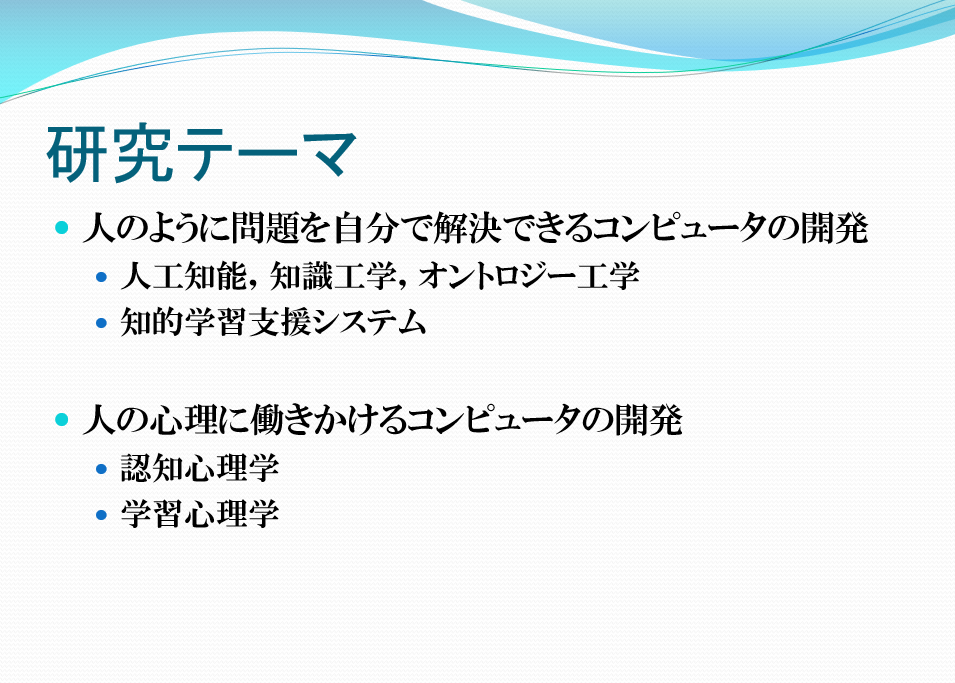 研究テーマ
人のように問題を自分で解決できるコンピュータの開発
人工知能, 知識工学, オントロジー工学
知的学習支援システム
人の心理に働きかけるコンピュータの開発
認知心理学
学習心理学